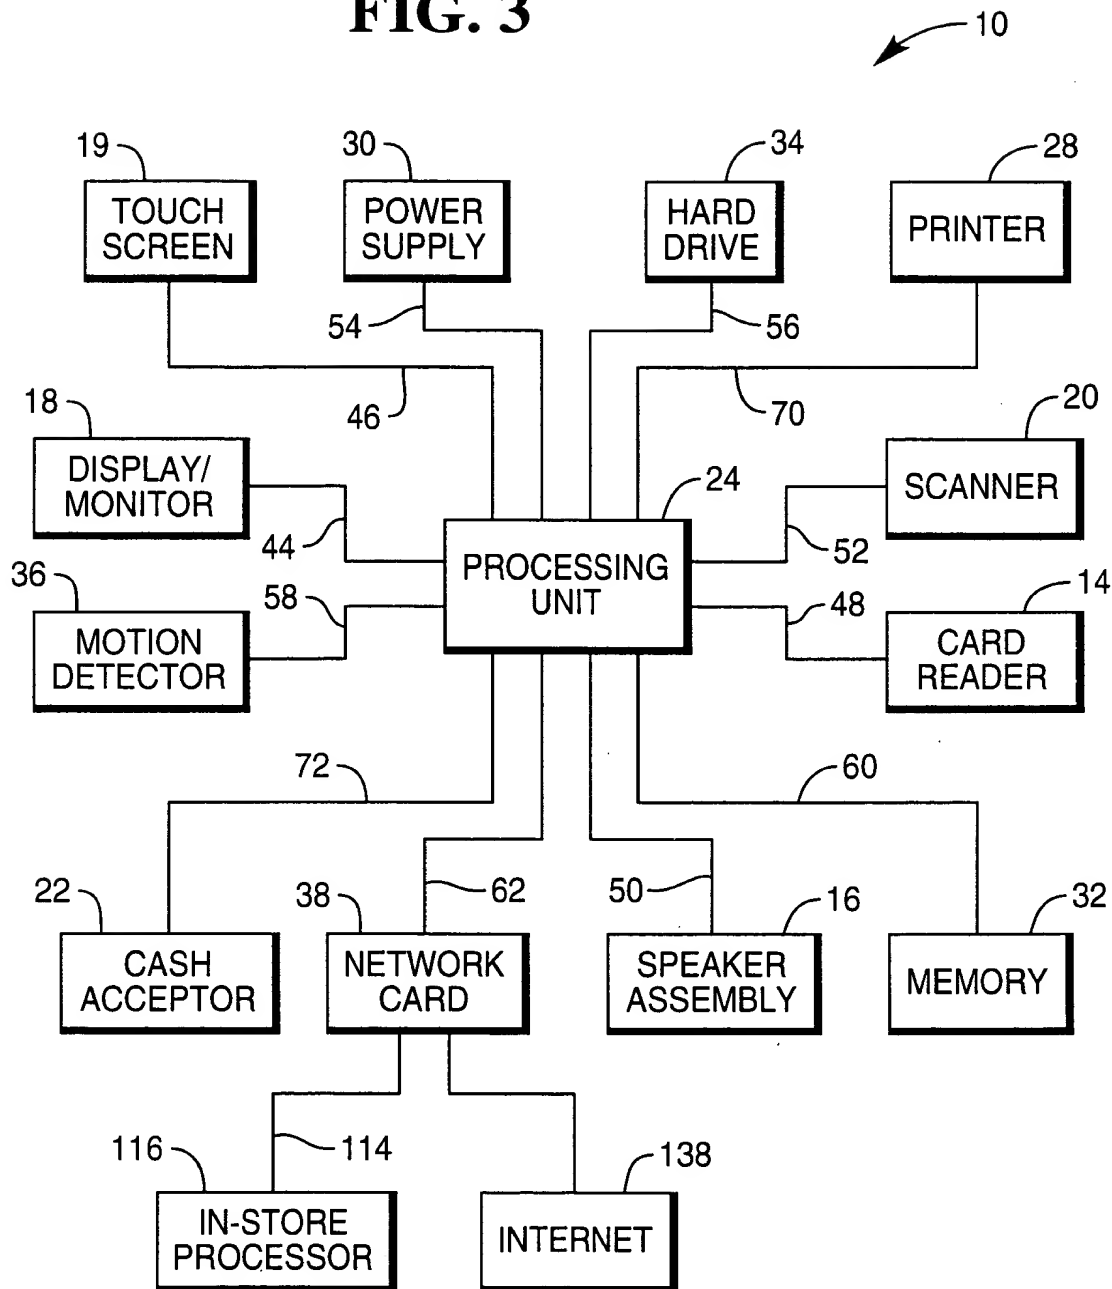 FIG. 3
10
19
30
34
28
TOUCH
SCREEN
POWER
SUPPLY
HARD
DRIVE
PRINTER
54
56
46
70
18
20
DISPLAY/
MONITOR
24
SCANNER
44
52
36
58
PROCESSING
UNIT
48
14
MOTION
DETECTOR
CARD
READER
72
60
22
38
62
50
16
32
CASH
ACCEPTOR
NETWORK
CARD
SPEAKER
ASSEMBLY
MEMORY
116
114
138
IN-STORE
PROCESSOR
INTERNET